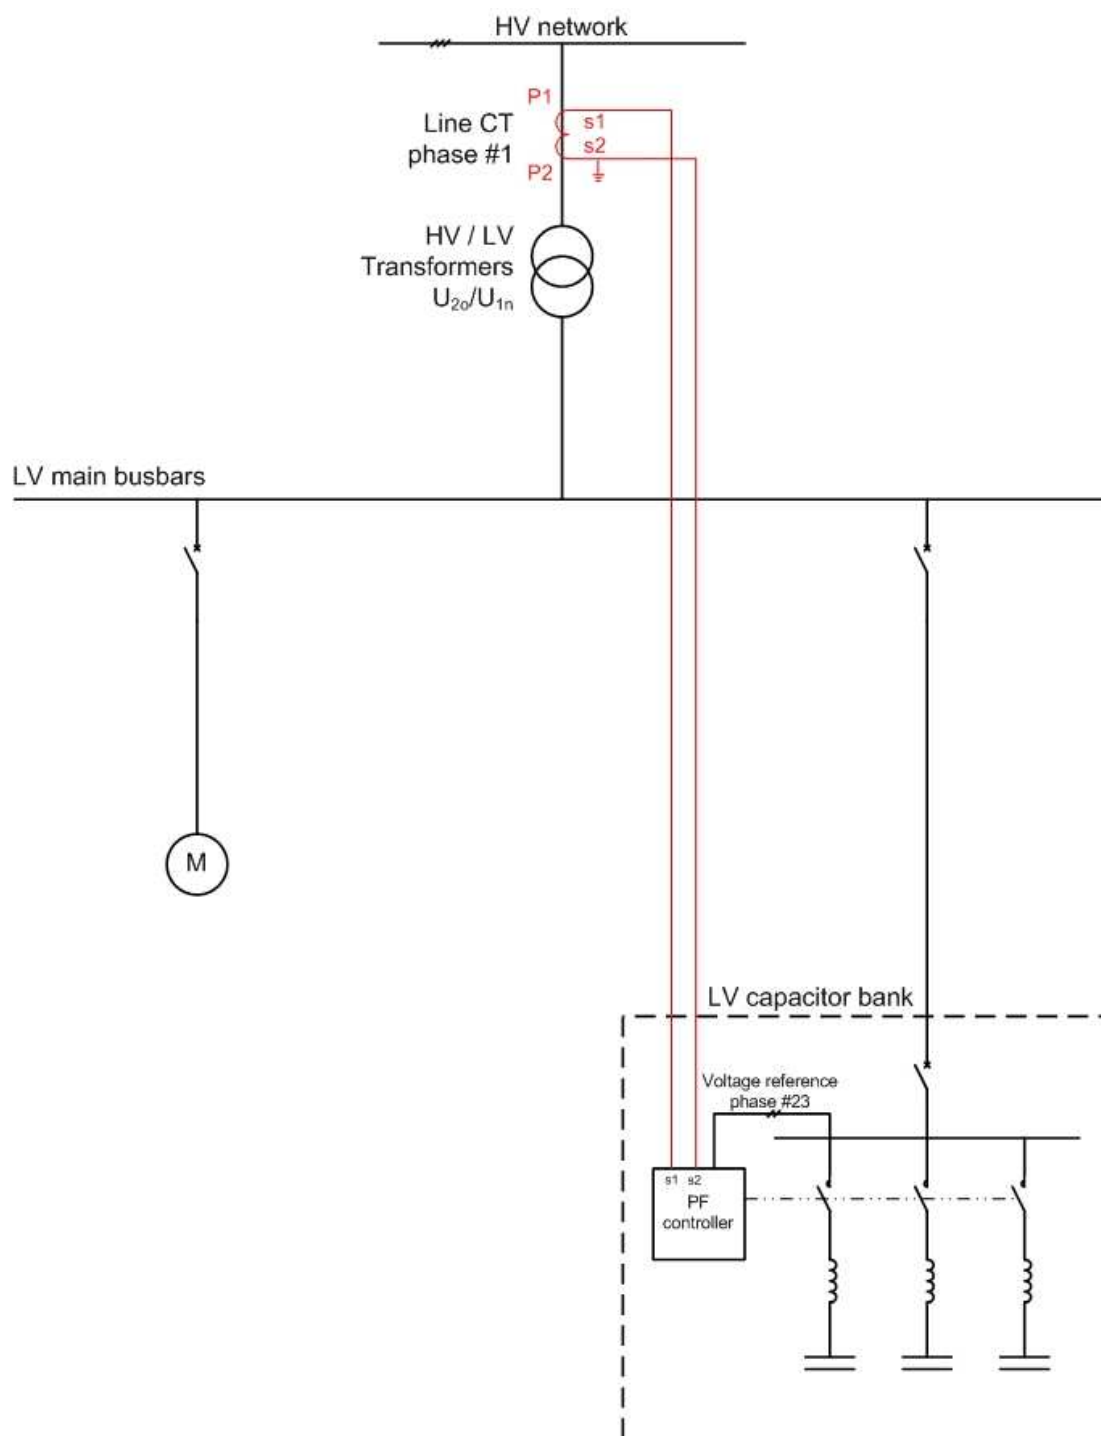 HV network
P1
Line CT
phase #1
s1
s2
P2
HV / LV
Transformers
U₂ₒ/U₁ₙ
LV main busbars
M
LV capacitor bank
Voltage reference
phase #23
s1 s2
PF
controller